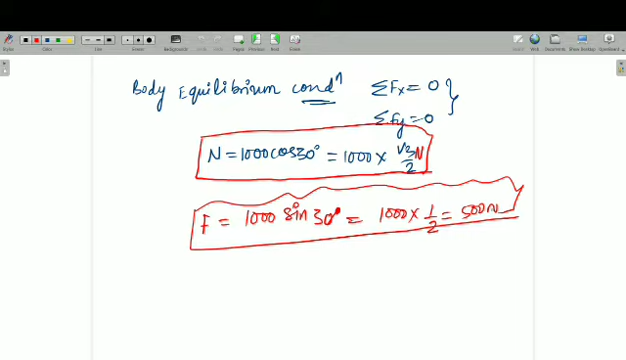 Body Equilibrium condⁿ ΣFx = 0 }
ΣFy = 0
N = 1000cos30° = 1000 × √3/2 N
F = 1000 sin 30° = 1000 × 1/2 = 500N